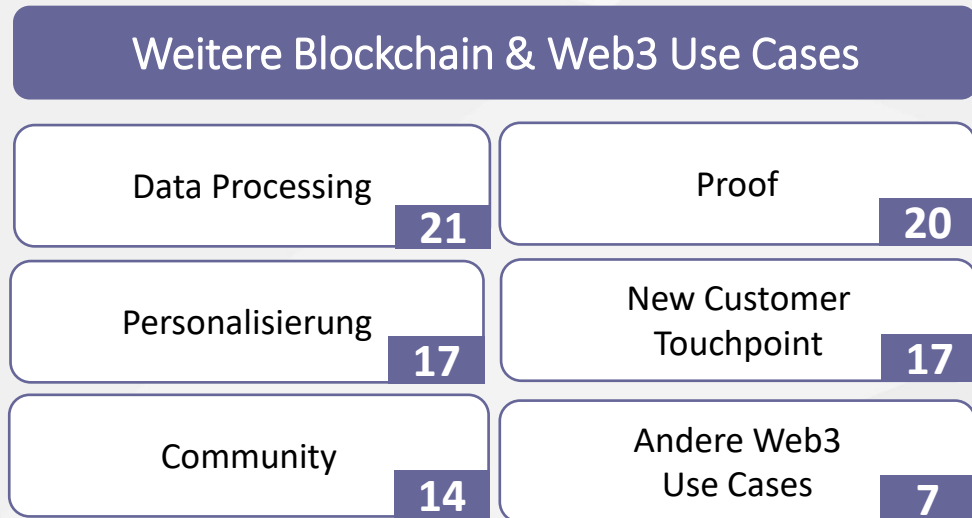 Weitere Blockchain & Web3 Use Cases
Data Processing
21
Proof
20
Personalisierung
17
New Customer
Touchpoint
17
Community
14
Andere Web3
Use Cases
7